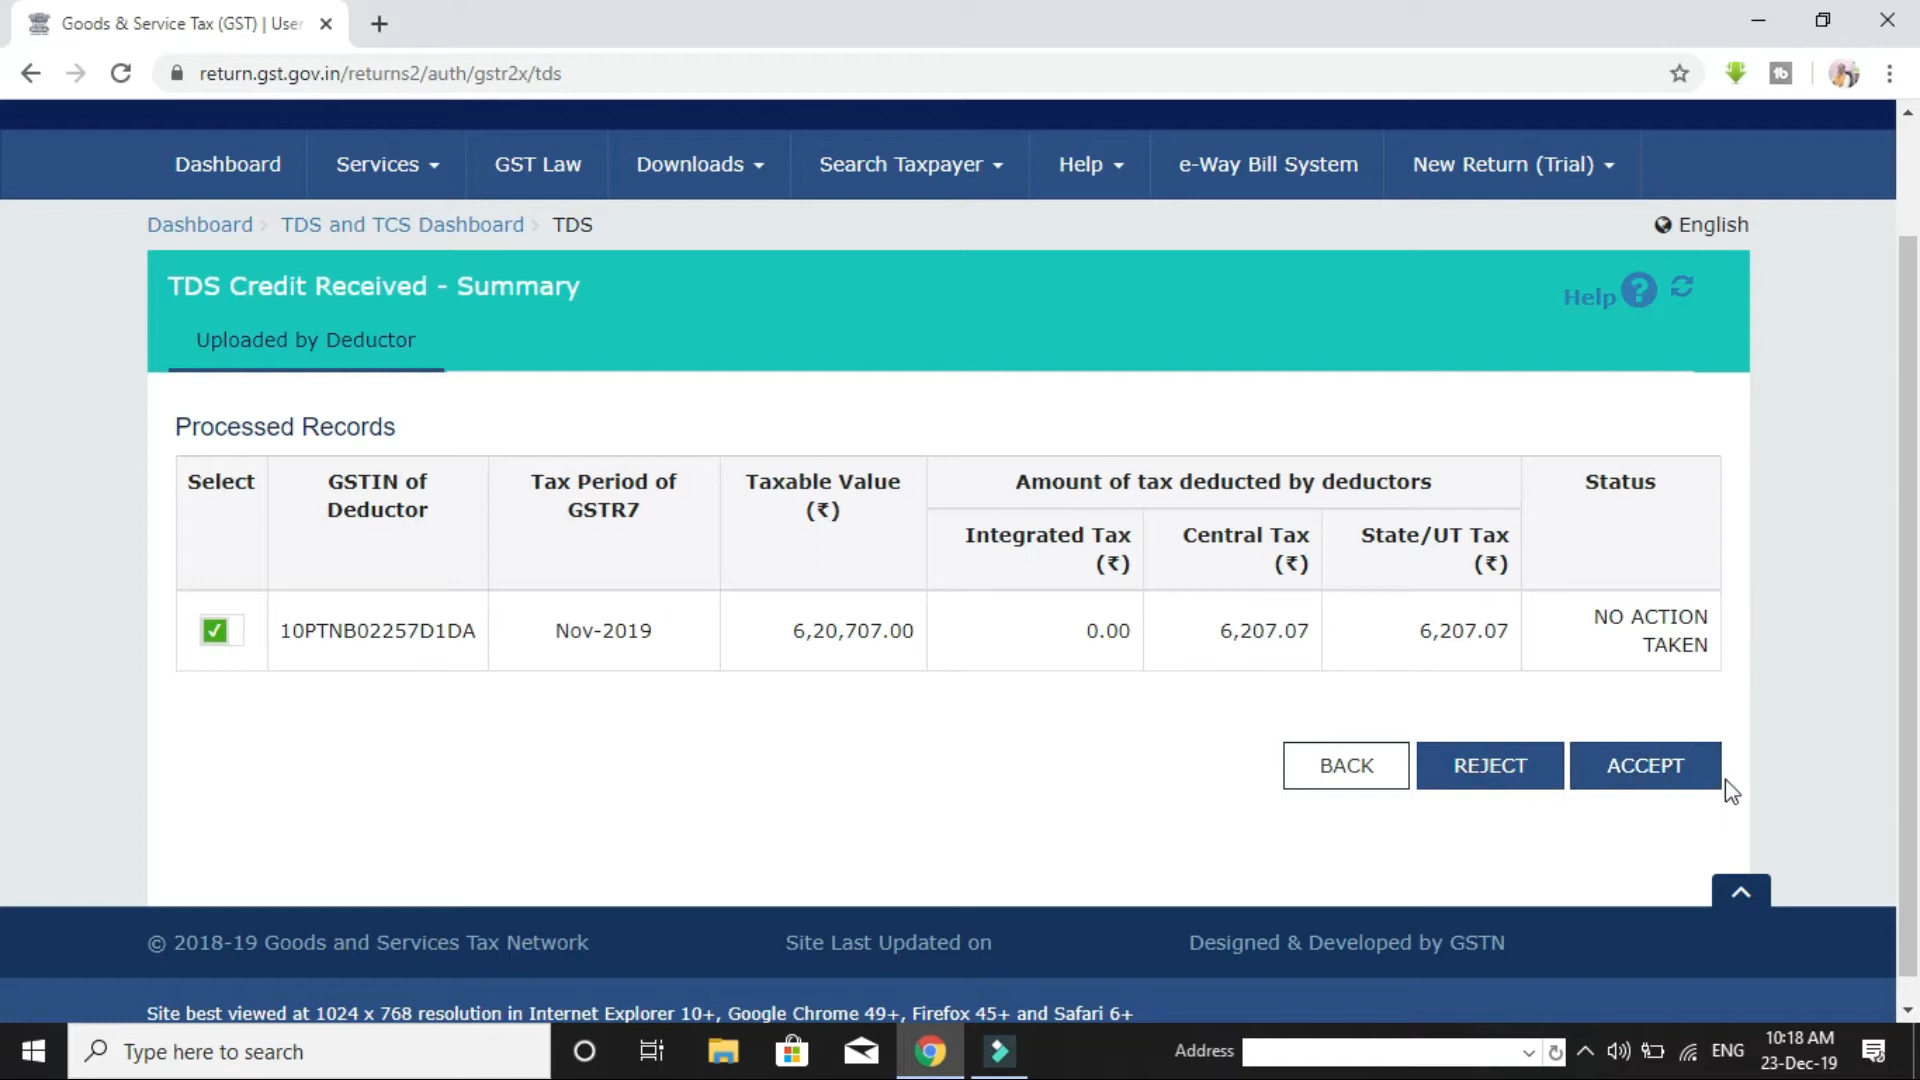 Goods & Service Tax (GST) | User
return.gst.gov.in/returns2/auth/gstr2x/tds
Dashboard Services GST Law Downloads Search Taxpayer Help e-Way Bill System New Return (Trial)
Dashboard TDS and TCS Dashboard TDS English
TDS Credit Received - Summary
Help ?
Uploaded by Deductor
Processed Records
Select GSTIN of Deductor Tax Period of GSTR7 Taxable Value (₹) Amount of tax deducted by deductors Status
Integrated Tax (₹) Central Tax (₹) State/UT Tax (₹)
10PTNB02257D1DA Nov-2019 6,20,707.00 0.00 6,207.07 6,207.07 NO ACTION TAKEN
BACK REJECT ACCEPT
© 2018-19 Goods and Services Tax Network Site Last Updated on Designed & Developed by GSTN
Site best viewed at 1024 x 768 resolution in Internet Explorer 10+, Google Chrome 49+, Firefox 45+ and Safari 6+
Type here to search Address ENG 10:18 AM
23-Dec-19